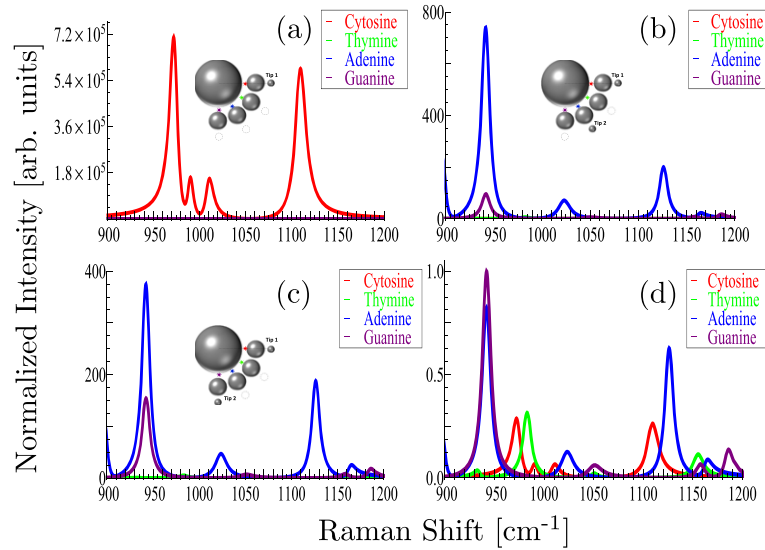 Normalized Intensity [arb. units]
(a)
Cytosine
Thymine
Adenine
Guanine
Tip 1
7.2×10⁵
5.4×10⁵
3.6×10⁵
1.8×10⁵
900 950 1000 1050 1100 1150 1200
(b)
Cytosine
Thymine
Adenine
Guanine
Tip 1
Tip 2
800
400
0
900 950 1000 1050 1100 1150 1200
(c)
Cytosine
Thymine
Adenine
Guanine
Tip 1
Tip 2
400
200
0
900 950 1000 1050 1100 1150 1200
(d)
Cytosine
Thymine
Adenine
Guanine
1.0
0.5
0.0
900 950 1000 1050 1100 1150 1200
Raman Shift [cm⁻¹]